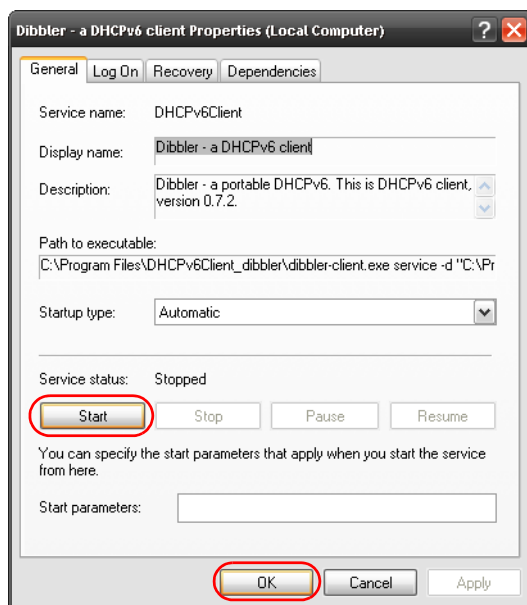 Dibbler - a DHCPv6 client Properties (Local Computer)
General Log On Recovery Dependencies
Service name: DHCPv6Client
Display name: Dibbler - a DHCPv6 client
Description: Dibbler - a portable DHCPv6. This is DHCPv6 client,
version 0.7.2.
Path to executable:
C:\Program Files\DHCPv6Client_dibbler\dibbler-client.exe service -d "C:\Pr
Startup type: Automatic
Service status: Stopped
Start Stop Pause Resume
You can specify the start parameters that apply when you start the service
from here.
Start parameters:
OK Cancel Apply